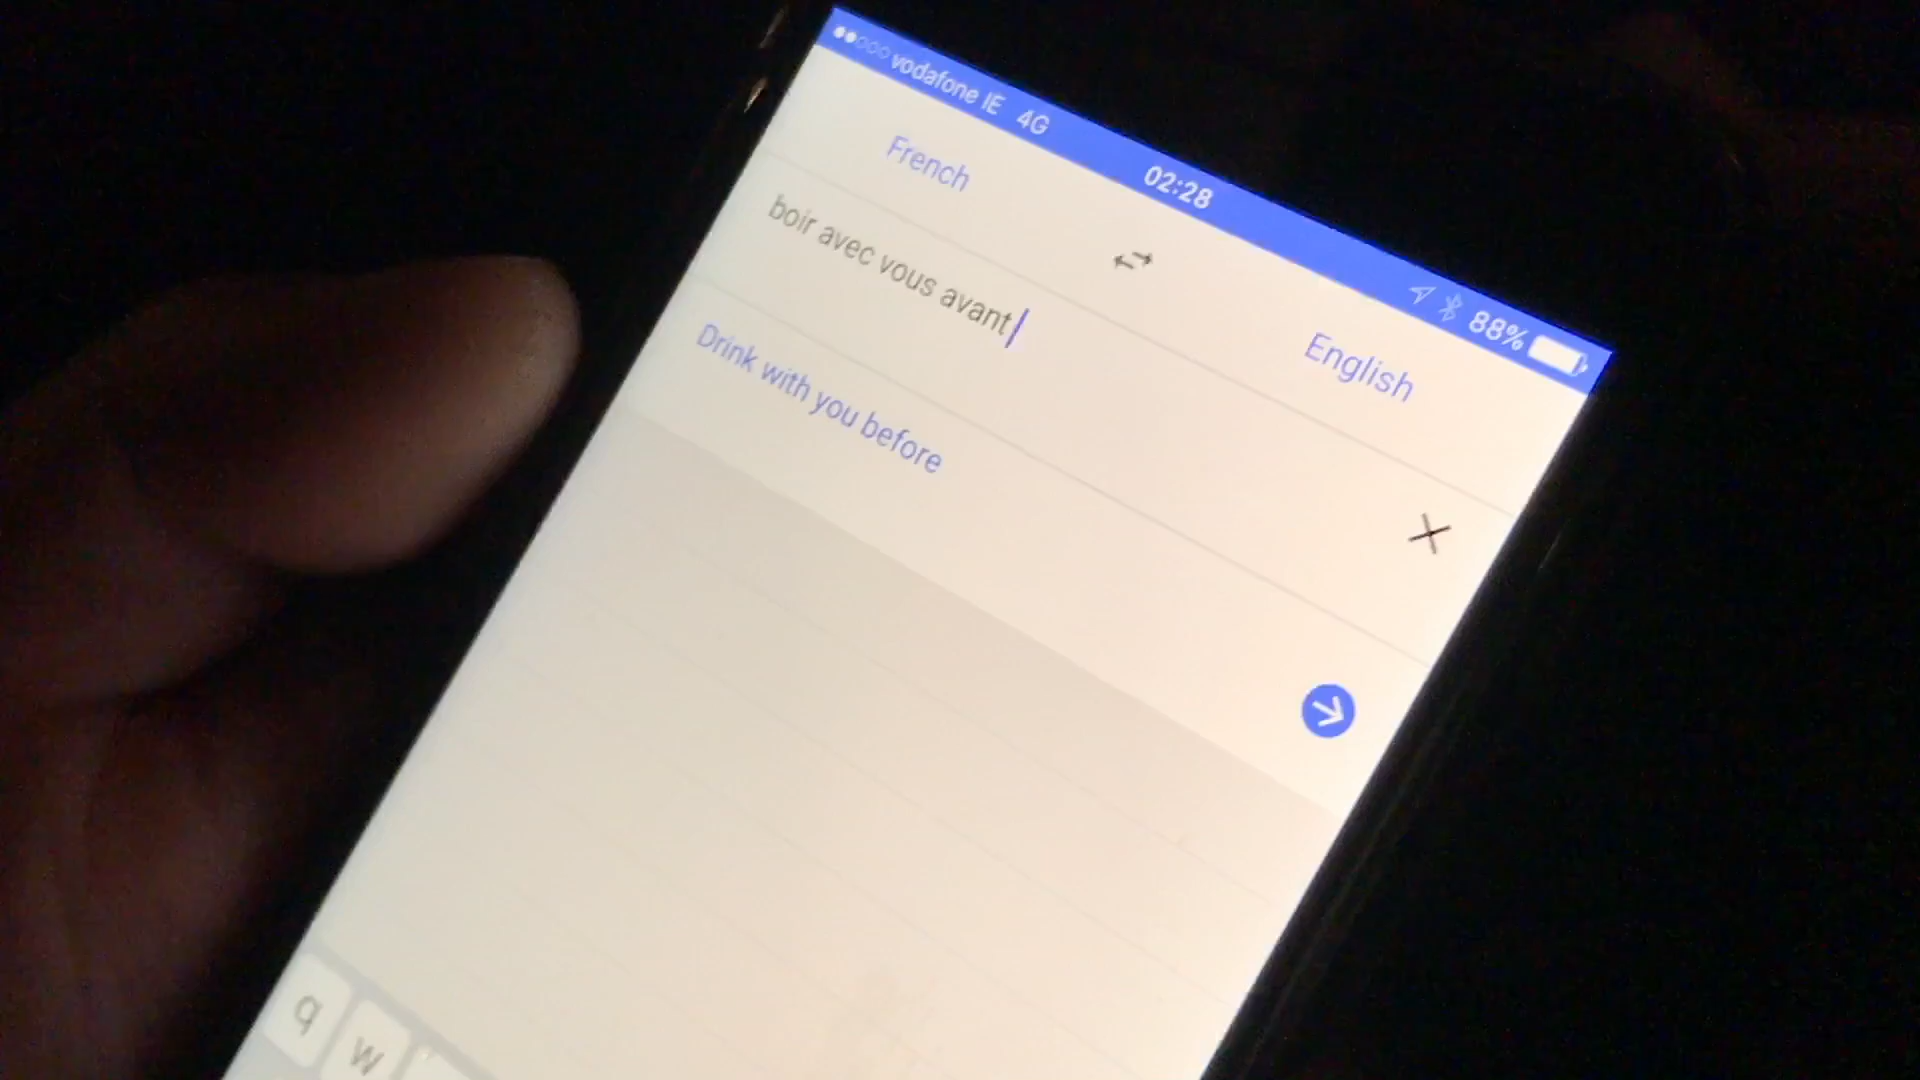 vodafone IE 4G 02:28 88%
French English
boir avec vous avant
Drink with you before
q w